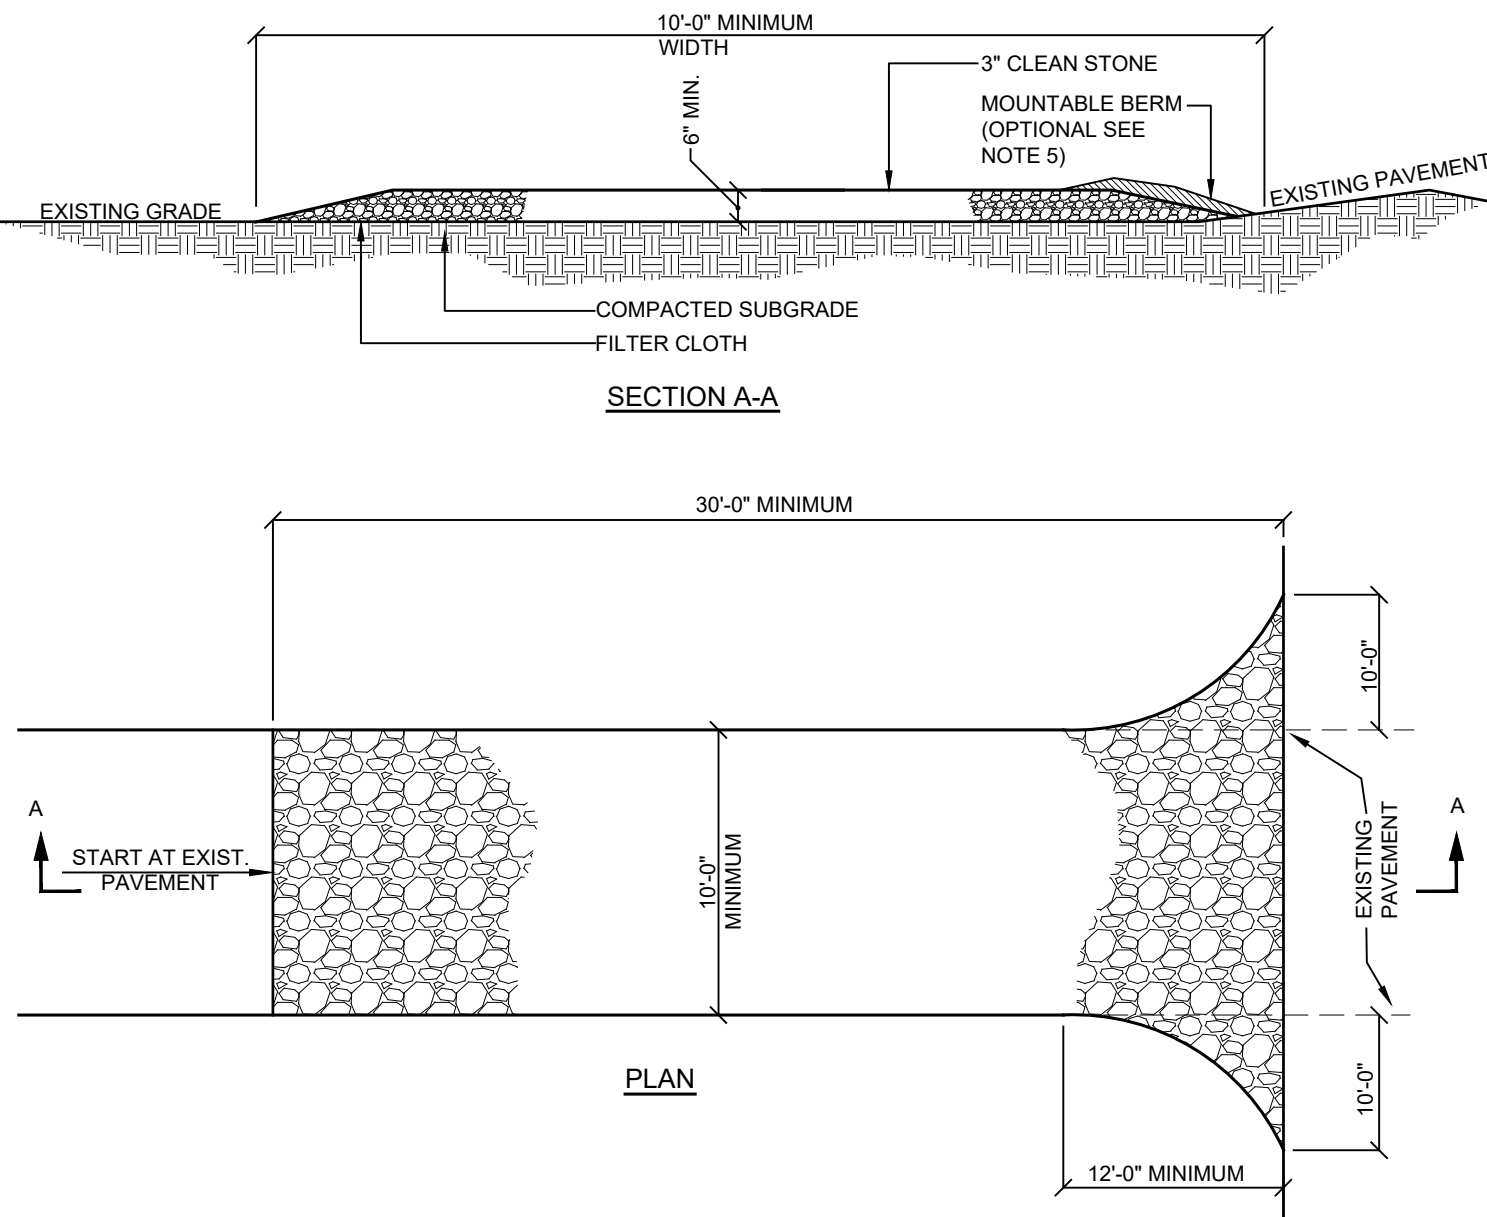 10'-0" MINIMUM
WIDTH
6" MIN.
3" CLEAN STONE
MOUNTABLE BERM
(OPTIONAL SEE
NOTE 5)
EXISTING PAVEMENT
EXISTING GRADE
COMPACTED SUBGRADE
FILTER CLOTH
SECTION A-A
30'-0" MINIMUM
10'-0"
A
START AT EXIST.
PAVEMENT
10'-0"
MINIMUM
EXISTING
PAVEMENT
A
10'-0"
PLAN
12'-0" MINIMUM